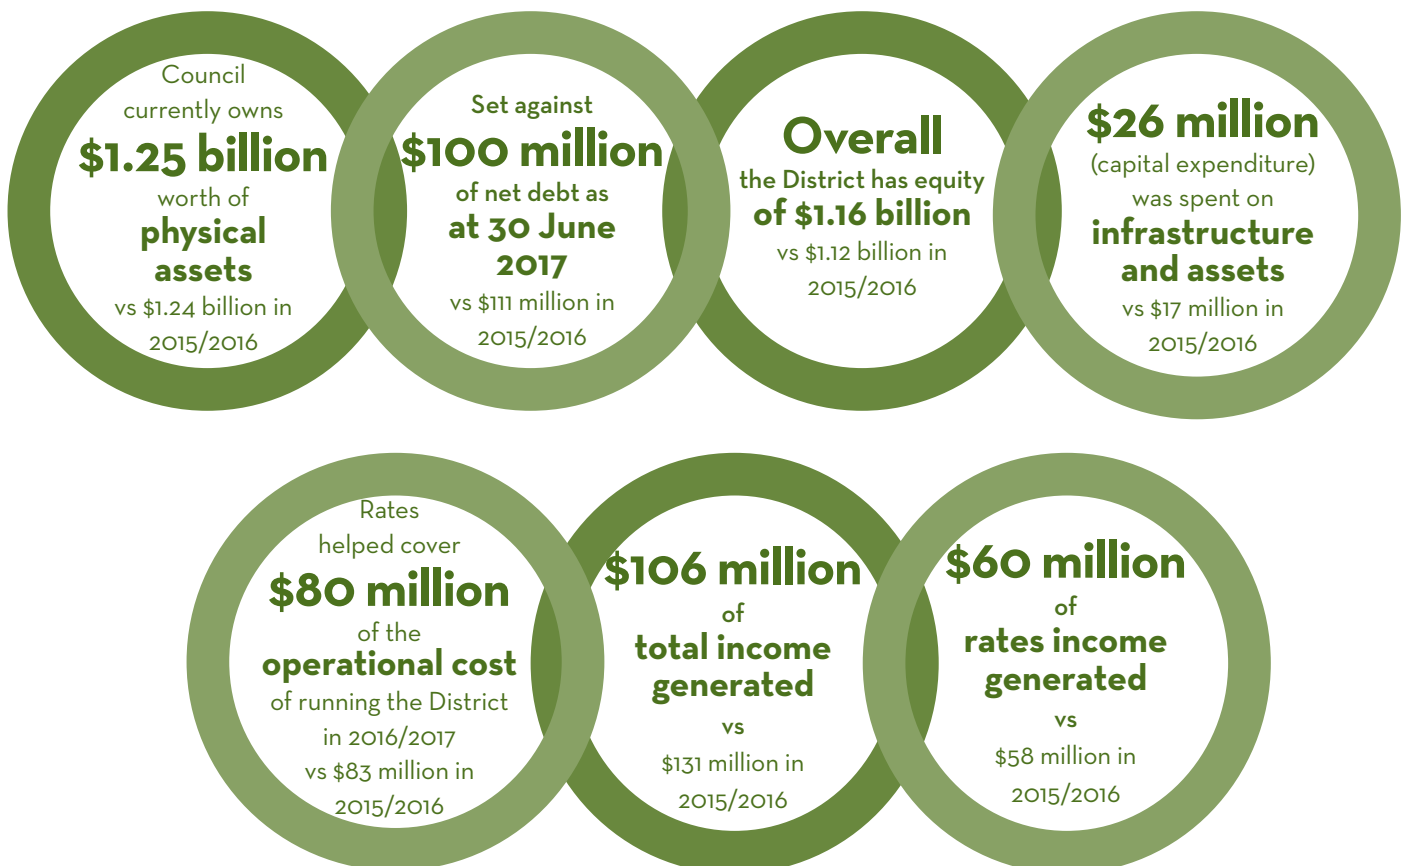 Council
currently owns
$1.25 billion
worth of
physical
assets
vs $1.24 billion in
2015/2016
Set against
$100 million
of net debt as
at 30 June
2017
vs $111 million in
2015/2016
Overall
the District has equity
of $1.16 billion
vs $1.12 billion in
2015/2016
$26 million
(capital expenditure)
was spent on
infrastructure
and assets
vs $17 million in
2015/2016
Rates
helped cover
$80 million
of the
operational cost
of running the District
in 2016/2017
vs $83 million in
2015/2016
$106 million
of
total income
generated
vs
$131 million in
2015/2016
$60 million
of
rates income
generated
vs
$58 million in
2015/2016